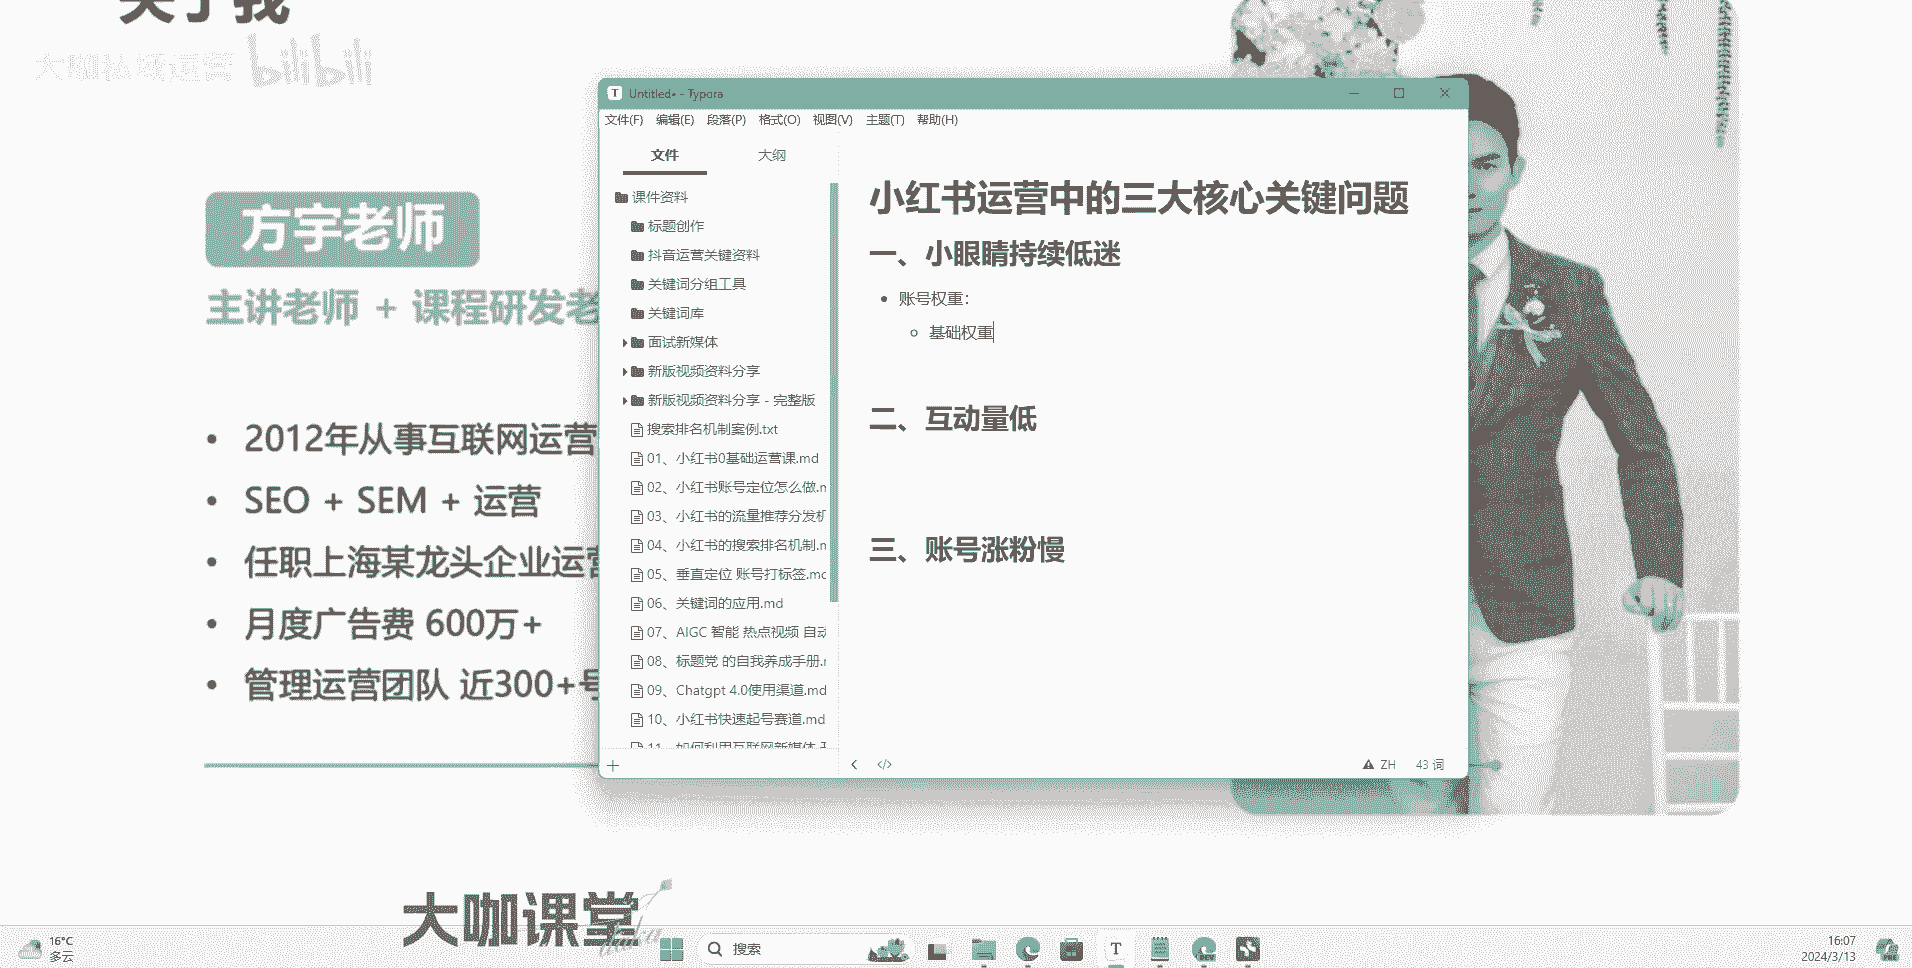 关于我
大咖私域运营 bilibili
方宇老师
主讲老师 + 课程研发老
2012年从事互联网运营
SEO + SEM + 运营
任职上海某龙头企业运营
月度广告费 600万+
管理运营团队 近300+号
大咖课堂
Untitled• - Typora
文件(F) 编辑(E) 段落(P) 格式(O) 视图(V) 主题(T) 帮助(H)
文件 大纲
课件资料
标题创作
抖音运营关键资料
关键词分组工具
关键词库
面试新媒体
新版视频资料分享
新版视频资料分享 - 完整版
搜索排名机制案例.txt
01、小红书0基础运营课.md
02、小红书账号定位怎么做.m
03、小红书的流量推荐分发机
04、小红书的搜索排名机制.m
05、垂直定位 账号打标签.md
06、关键词的应用.md
07、AIGC 智能 热点视频 自动
08、标题党 的自我养成手册.m
09、Chatgpt 4.0使用渠道.md
10、小红书快速起号赛道.md
11、如何利用互联网新媒体
小红书运营中的三大核心关键问题
一、小眼睛持续低迷
账号权重：
基础权重
二、互动量低
三、账号涨粉慢
ZH 43 词
16°C
多云
搜索
T
DEV
16:07
2024/3/13
PRE